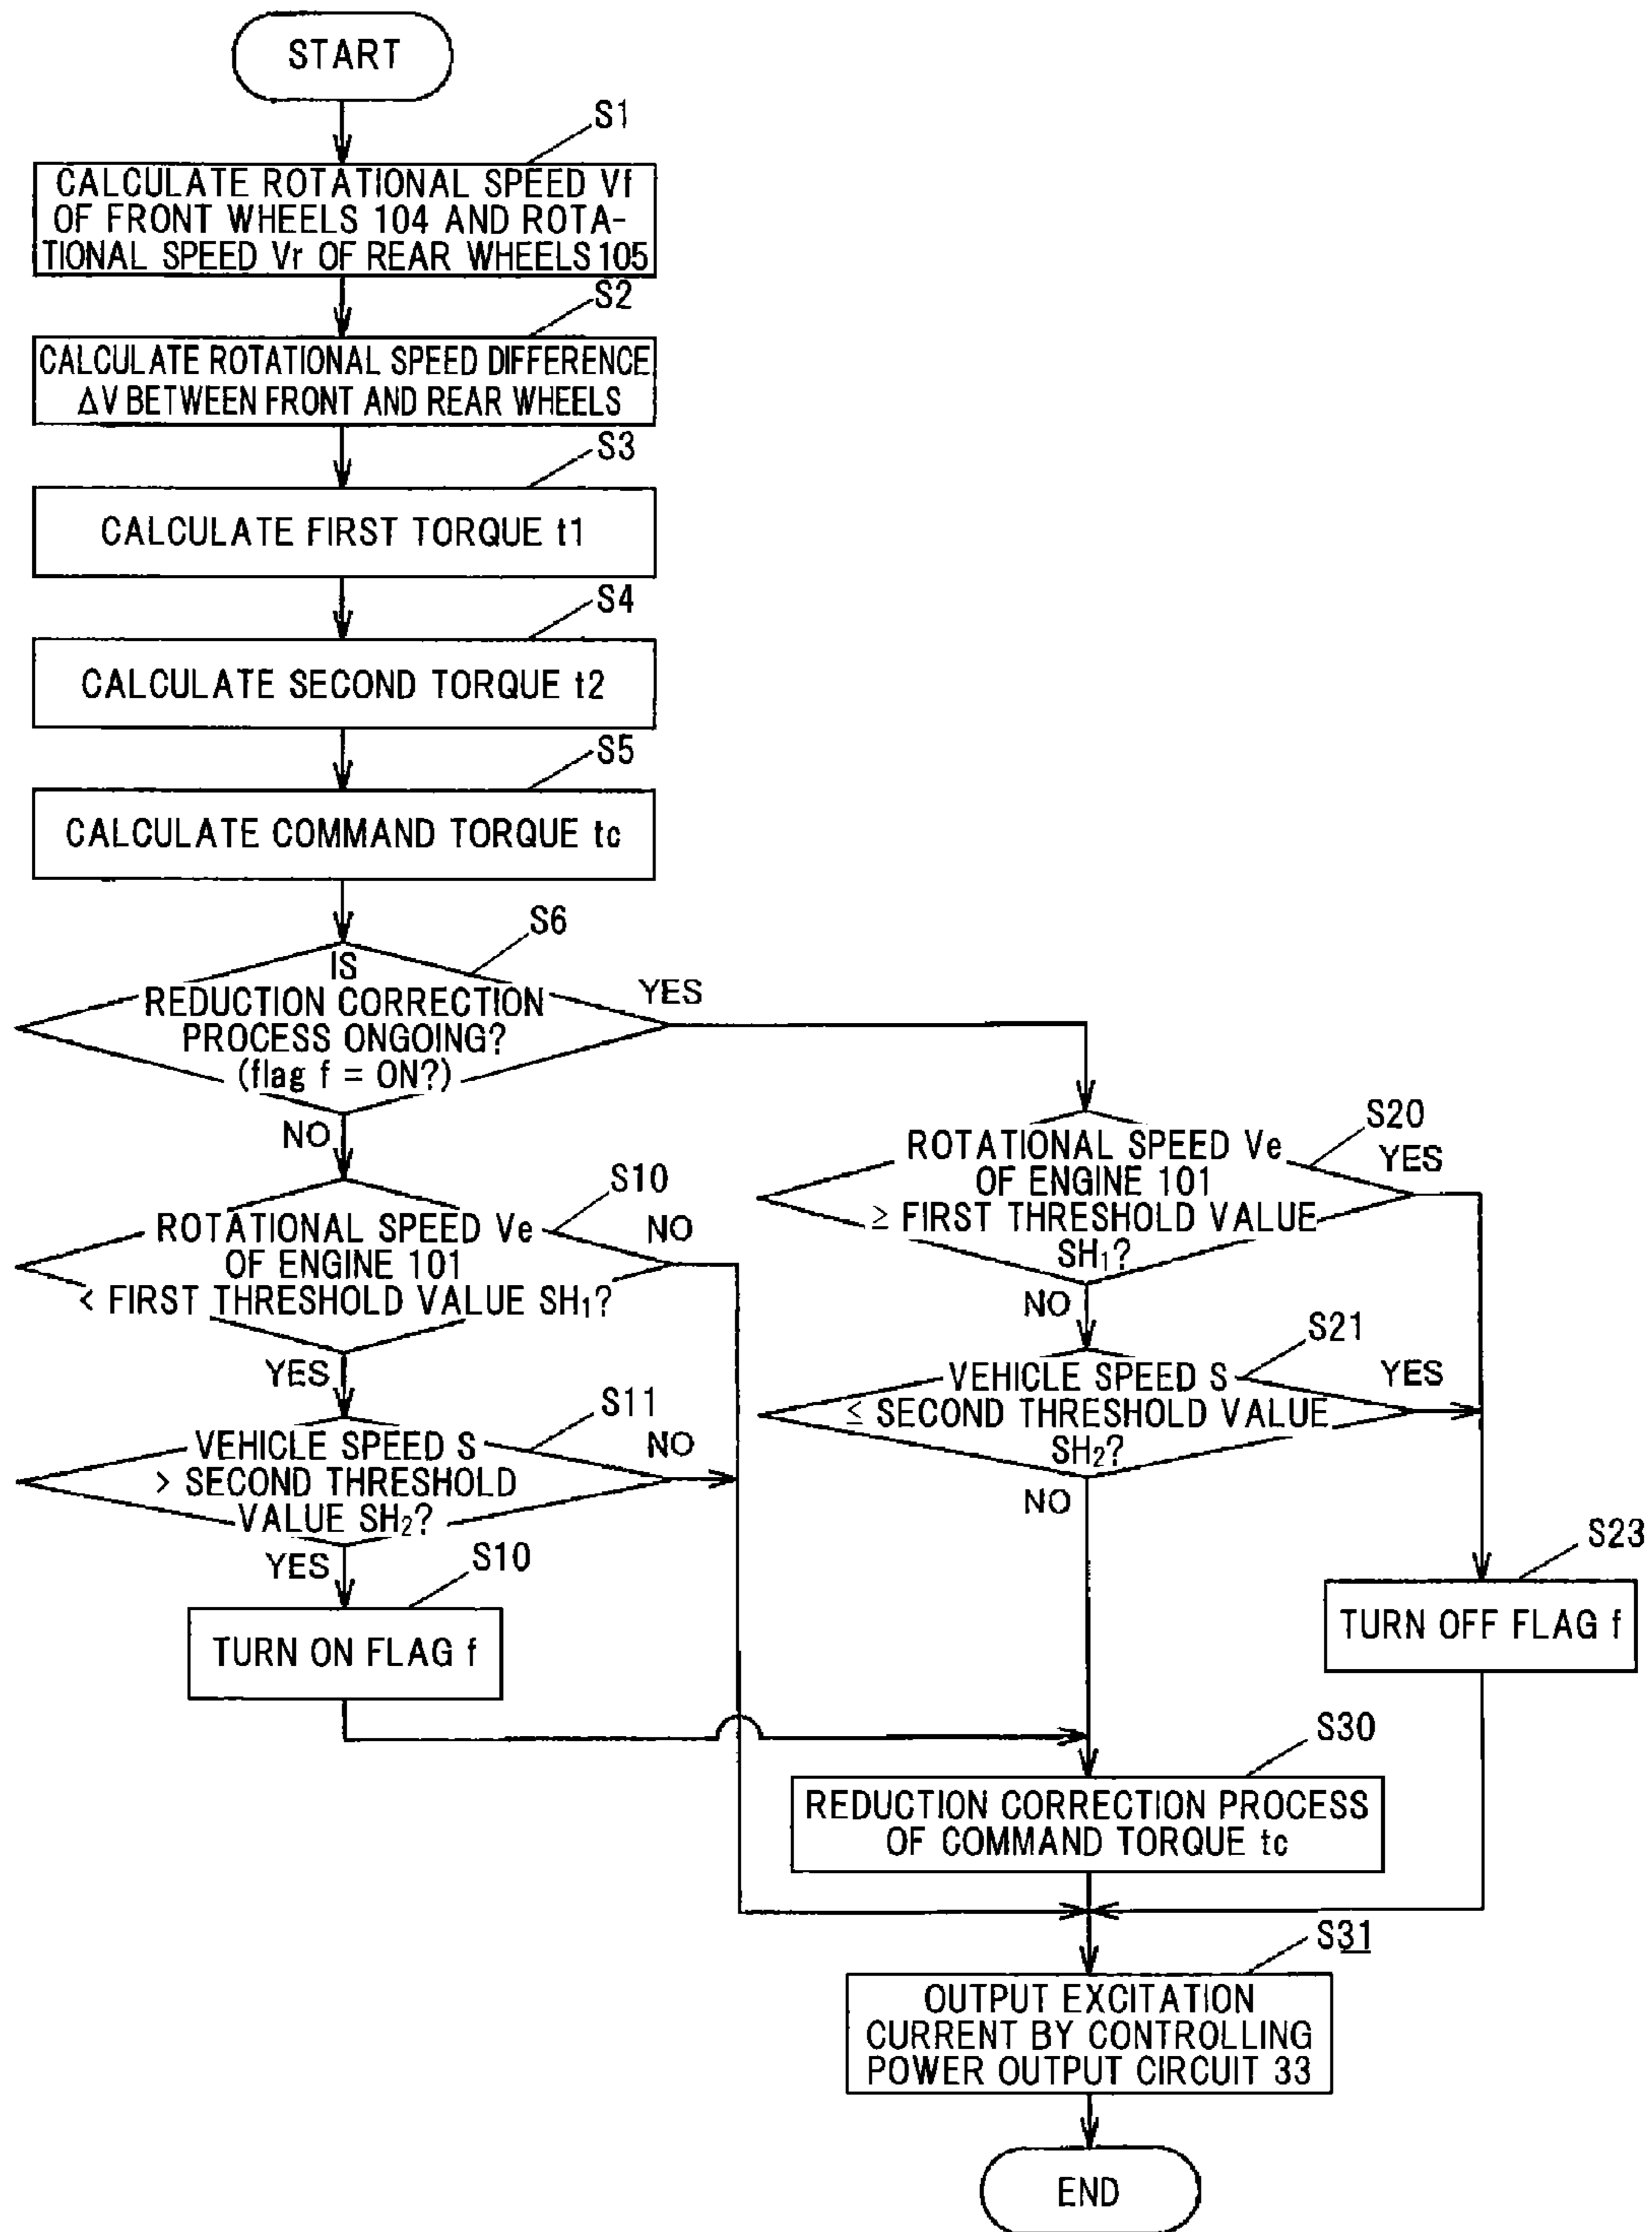 START
S1
CALCULATE ROTATIONAL SPEED Vf
OF FRONT WHEELS 104 AND ROTA-
TIONAL SPEED Vr OF REAR WHEELS 105
S2
CALCULATE ROTATIONAL SPEED DIFFERENCE
ΔV BETWEEN FRONT AND REAR WHEELS
S3
CALCULATE FIRST TORQUE t1
S4
CALCULATE SECOND TORQUE t2
S5
CALCULATE COMMAND TORQUE tc
S6
IS
REDUCTION CORRECTION
PROCESS ONGOING?
(flag f = ON?)
YES
NO
S10
ROTATIONAL SPEED Ve
OF ENGINE 101
< FIRST THRESHOLD VALUE SH₁?
NO
YES
S11
VEHICLE SPEED S
> SECOND THRESHOLD
VALUE SH₂?
NO
YES
S10
TURN ON FLAG f
S20
ROTATIONAL SPEED Ve
OF ENGINE 101
≥ FIRST THRESHOLD VALUE
SH₁?
YES
NO
S21
VEHICLE SPEED S
≤ SECOND THRESHOLD VALUE
SH₂?
YES
NO
S23
TURN OFF FLAG f
S30
REDUCTION CORRECTION PROCESS
OF COMMAND TORQUE tc
S31
OUTPUT EXCITATION
CURRENT BY CONTROLLING
POWER OUTPUT CIRCUIT 33
END